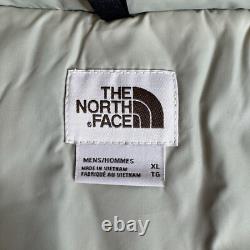 THE
NORTH
FACE
MENS/HOMMES XL
MADE IN VIETNAM TG
FABRIQUÉ AU VIETNAM